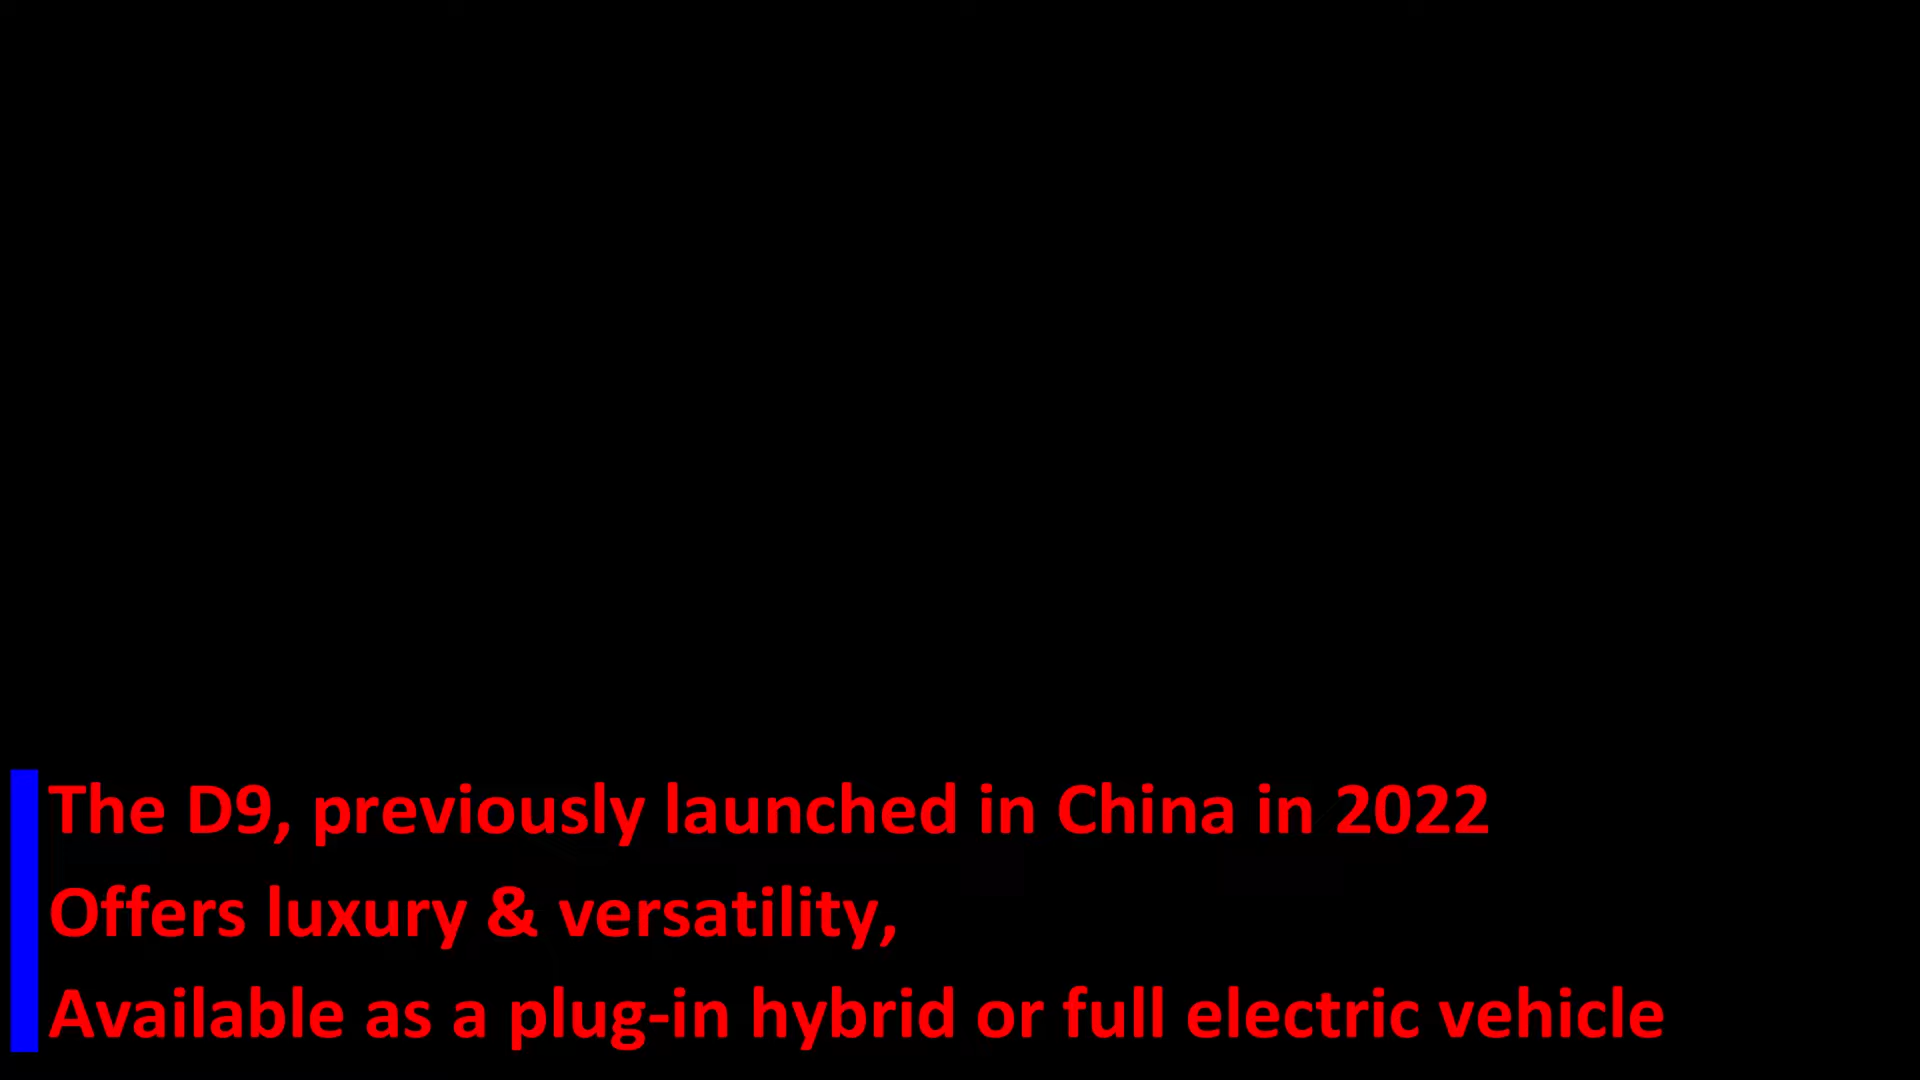 The D9, previously launched in China in 2022
Offers luxury & versatility,
Available as a plug-in hybrid or full electric vehicle